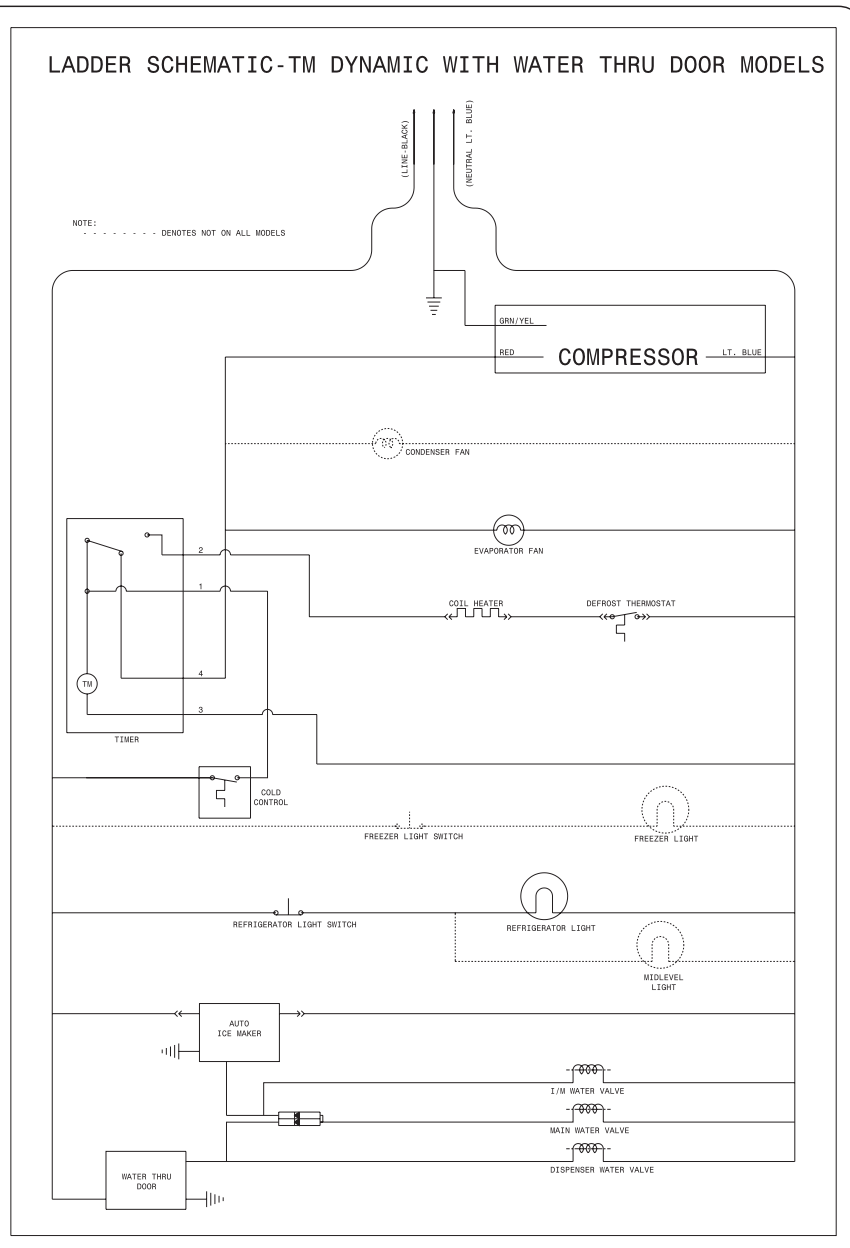 LADDER SCHEMATIC-TM DYNAMIC WITH WATER THRU DOOR MODELS
(LINE-BLACK)
(NEUTRAL LT. BLUE)
NOTE:
- - - - - - - - DENOTES NOT ON ALL MODELS
GRN/YEL
RED
COMPRESSOR
LT. BLUE
CONDENSER FAN
EVAPORATOR FAN
2
1
COIL HEATER
DEFROST THERMOSTAT
4
TM
3
TIMER
COLD
CONTROL
FREEZER LIGHT SWITCH
FREEZER LIGHT
REFRIGERATOR LIGHT SWITCH
REFRIGERATOR LIGHT
MIDLEVEL
LIGHT
AUTO
ICE MAKER
I/M WATER VALVE
MAIN WATER VALVE
DISPENSER WATER VALVE
WATER THRU
DOOR